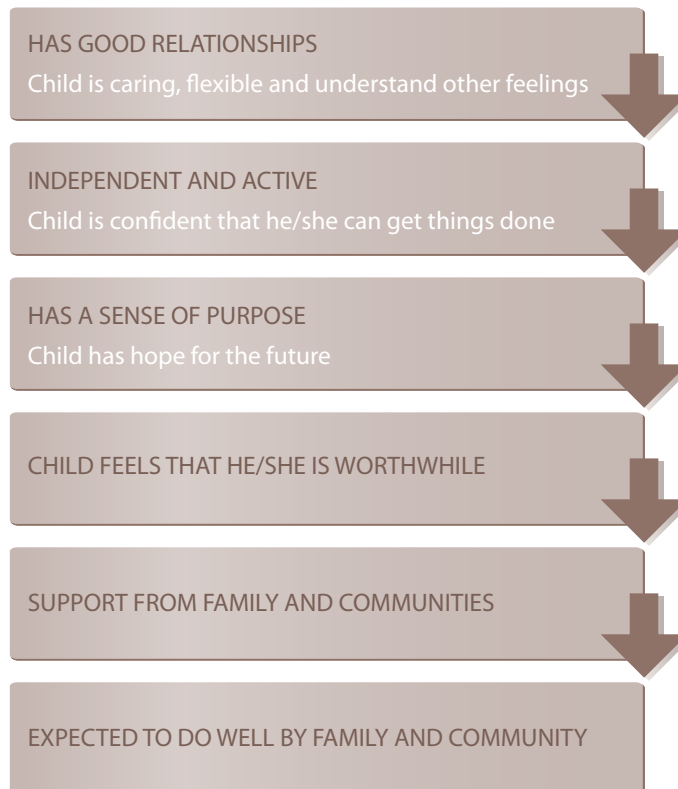 HAS GOOD RELATIONSHIPS
Child is caring, flexible and understand other feelings
INDEPENDENT AND ACTIVE
Child is confident that he/she can get things done
HAS A SENSE OF PURPOSE
Child has hope for the future
CHILD FEELS THAT HE/SHE IS WORTHWHILE
SUPPORT FROM FAMILY AND COMMUNITIES
EXPECTED TO DO WELL BY FAMILY AND COMMUNITY